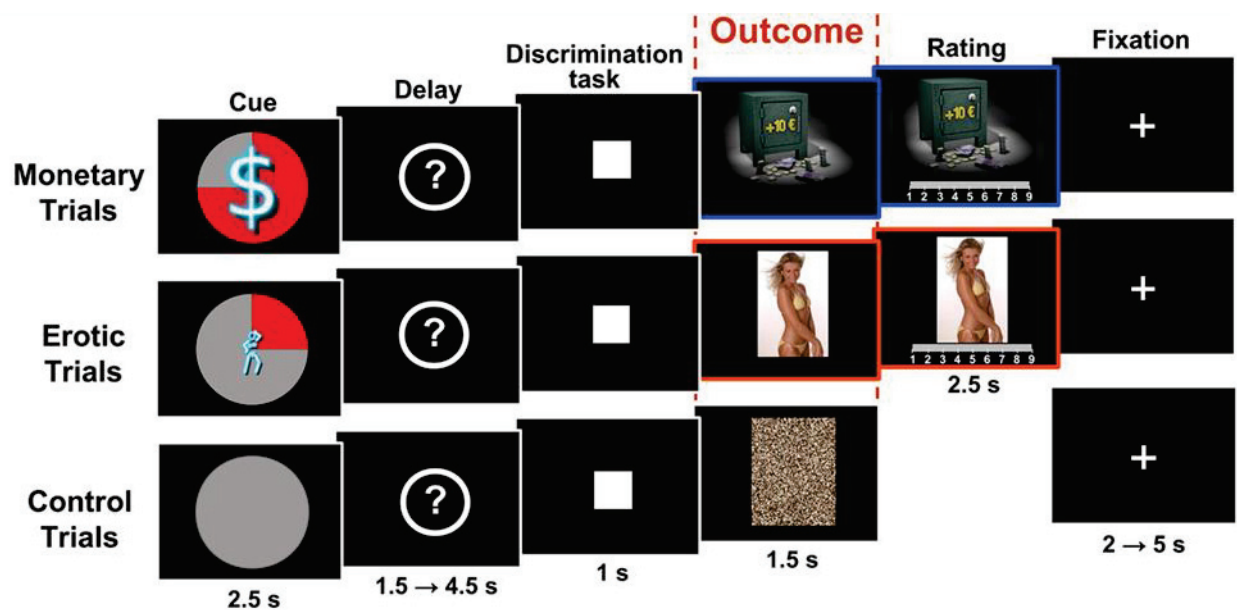 Outcome
Rating
Fixation
Discrimination
task
Delay
Cue
Monetary
Trials
$
?
+10 €
+10 €
1 2 3 4 5 6 7 8 9
+
Erotic
Trials
?
1 2 3 4 5 6 7 8 9
+
2.5 s
Control
Trials
?
+
2.5 s
1.5 → 4.5 s
1 s
1.5 s
2 → 5 s